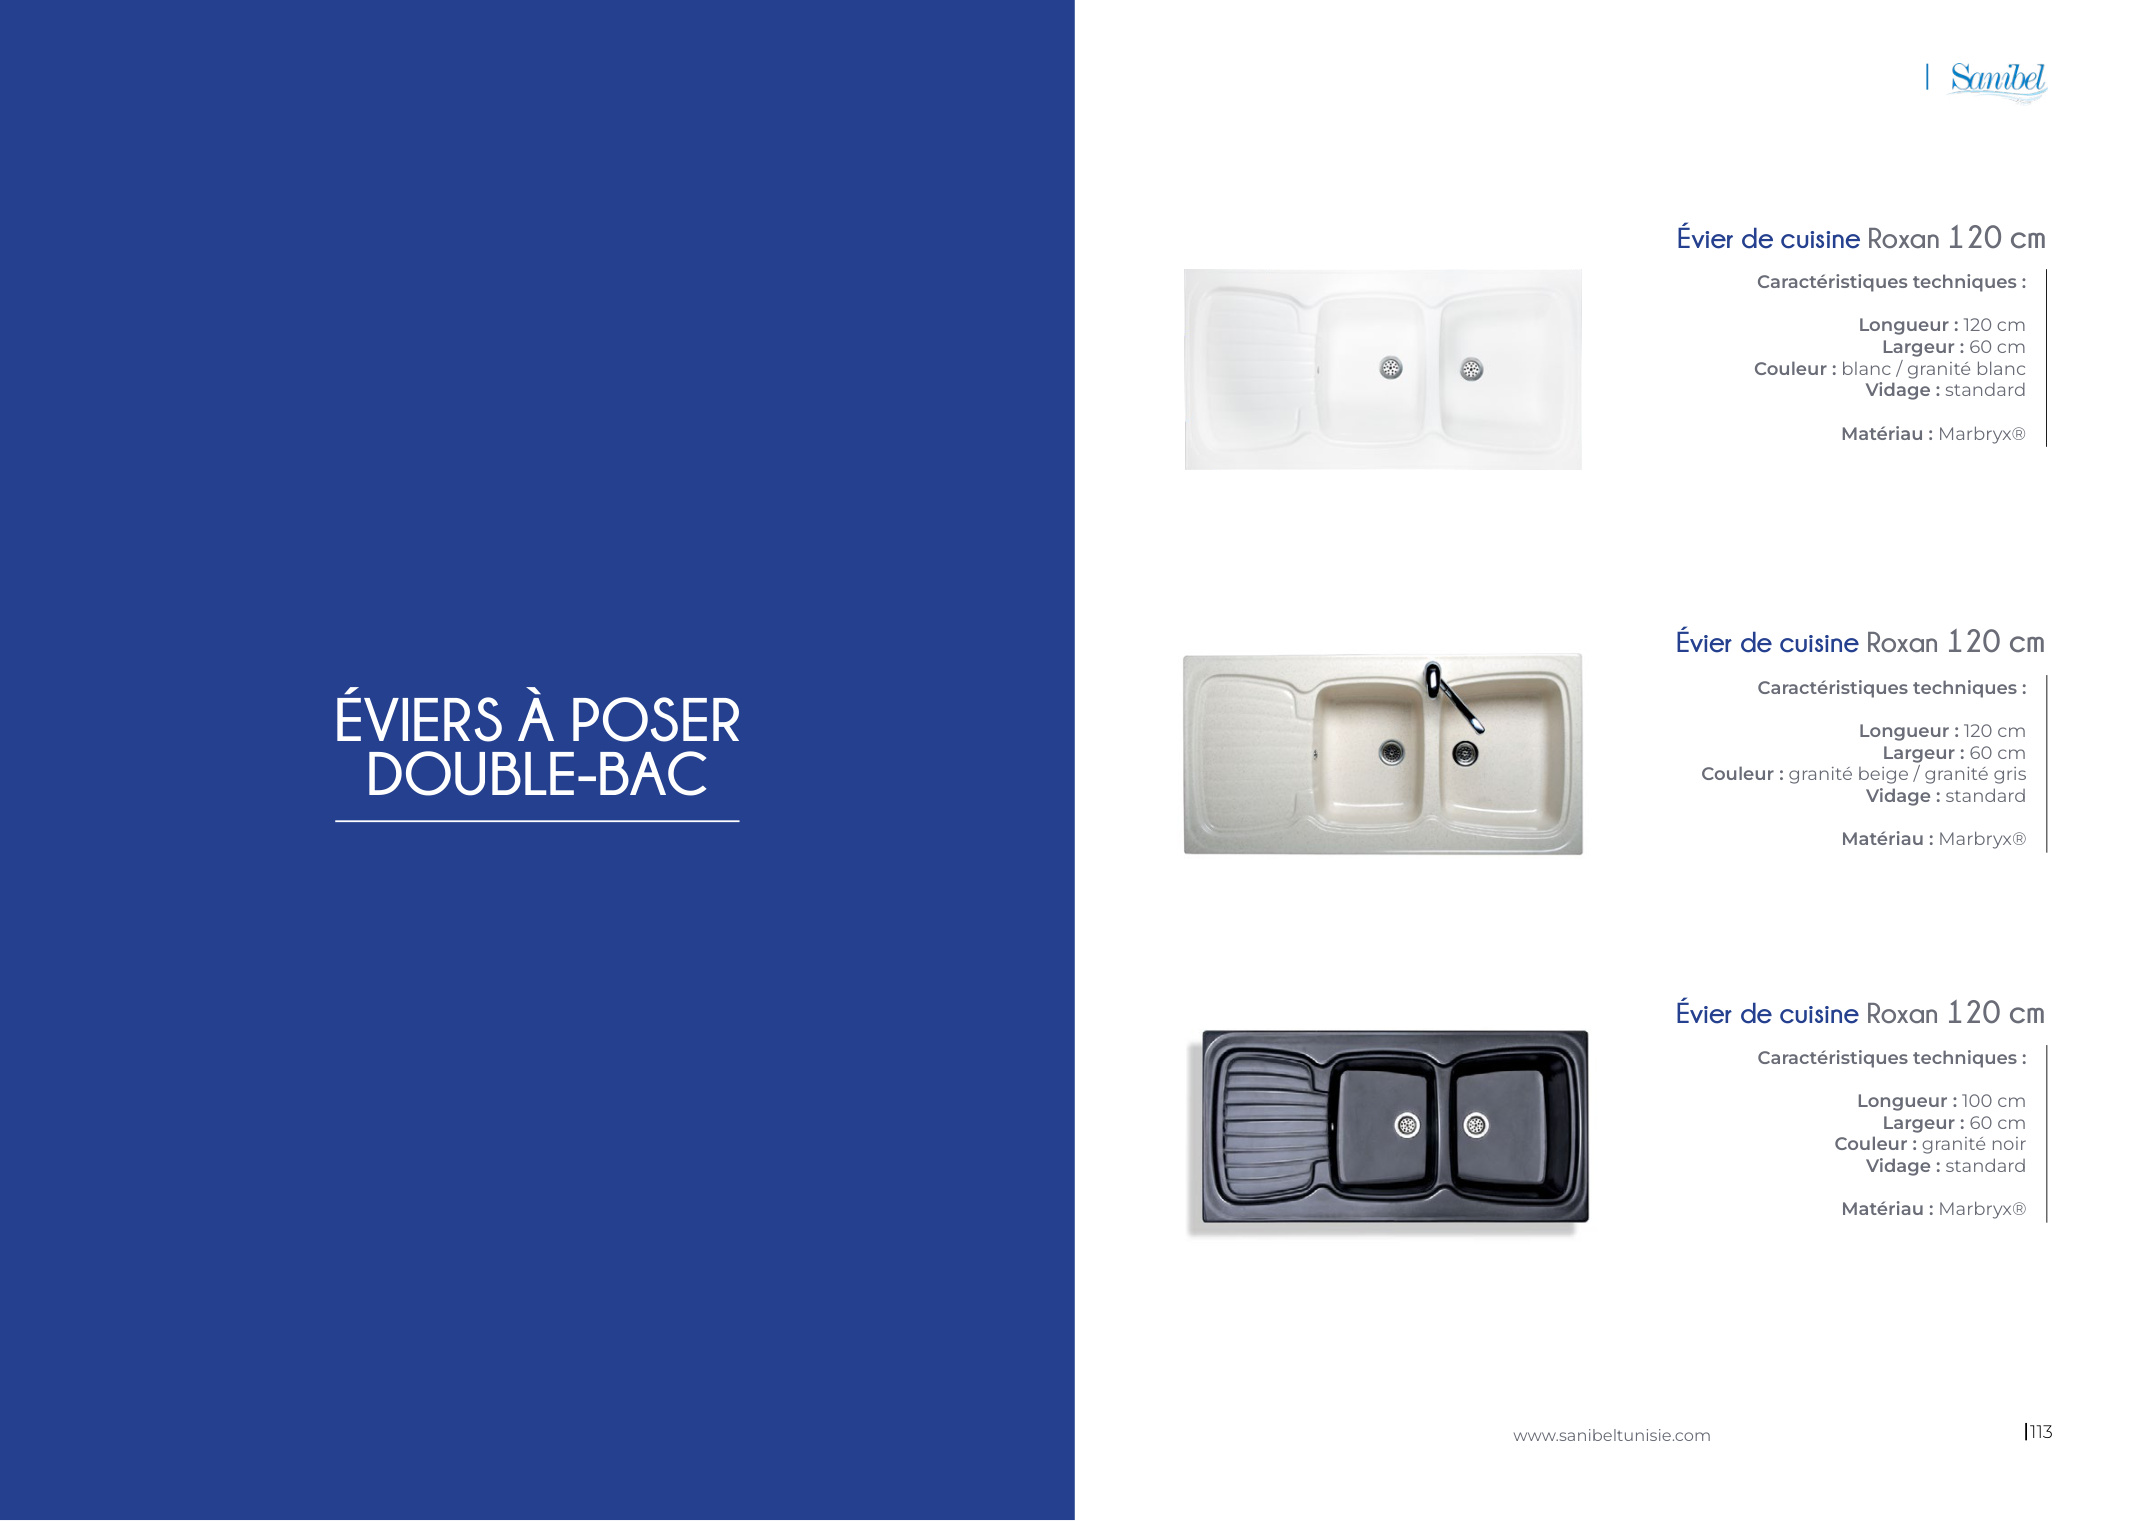 ÉVIERS À POSER
DOUBLE-BAC
Sanibel
Évier de cuisine Roxan 120 cm
Caractéristiques techniques :
Longueur : 120 cm
Largeur : 60 cm
Couleur : blanc / granité blanc
Vidage : standard
Matériau : Marbryx®
Évier de cuisine Roxan 120 cm
Caractéristiques techniques :
Longueur : 120 cm
Largeur : 60 cm
Couleur : granité beige / granité gris
Vidage : standard
Matériau : Marbryx®
Évier de cuisine Roxan 120 cm
Caractéristiques techniques :
Longueur : 100 cm
Largeur : 60 cm
Couleur : granité noir
Vidage : standard
Matériau : Marbryx®
www.sanibeltunisie.com
|113